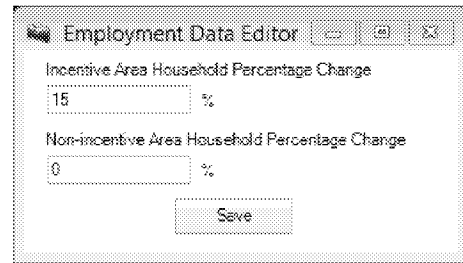 Employment Data Editor
Incentive Area Household Percentage Change
15 %
Non-incentive Area Household Percentage Change
0 %
Save